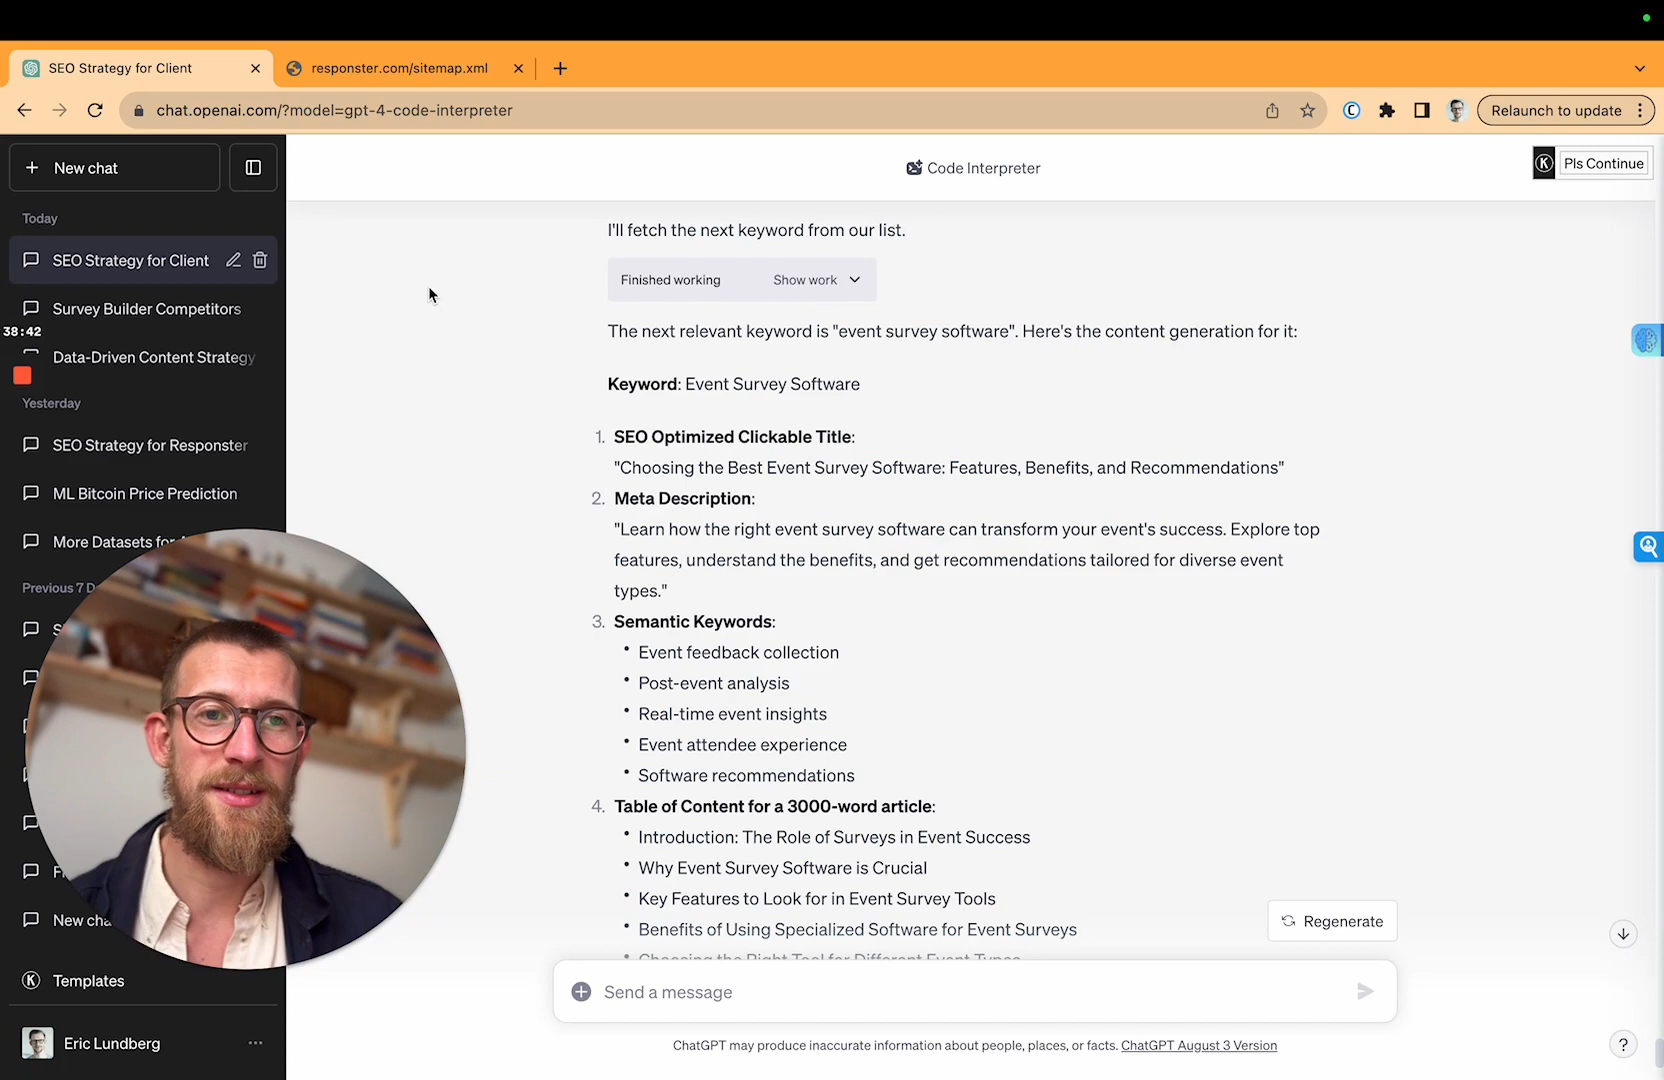 SEO Strategy for Client
responster.com/sitemap.xml
chat.openai.com/?model=gpt-4-code-interpreter
Relaunch to update
New chat
Code Interpreter
Pls Continue
Today
SEO Strategy for Client
Survey Builder Competitors
38:42
Data-Driven Content Strategy
Yesterday
SEO Strategy for Responster
ML Bitcoin Price Prediction
More Datasets for
Previous 7 D
New cha
Templates
Eric Lundberg
I'll fetch the next keyword from our list.
Finished working Show work
The next relevant keyword is "event survey software". Here's the content generation for it:
Keyword: Event Survey Software
1. SEO Optimized Clickable Title:
"Choosing the Best Event Survey Software: Features, Benefits, and Recommendations"
2. Meta Description:
"Learn how the right event survey software can transform your event's success. Explore top
features, understand the benefits, and get recommendations tailored for diverse event
types."
3. Semantic Keywords:
• Event feedback collection
• Post-event analysis
• Real-time event insights
• Event attendee experience
• Software recommendations
4. Table of Content for a 3000-word article:
• Introduction: The Role of Surveys in Event Success
• Why Event Survey Software is Crucial
• Key Features to Look for in Event Survey Tools
• Benefits of Using Specialized Software for Event Surveys
• Choosing the Right Tool for Different Event Types
Regenerate
Send a message
ChatGPT may produce inaccurate information about people, places, or facts. ChatGPT August 3 Version
?